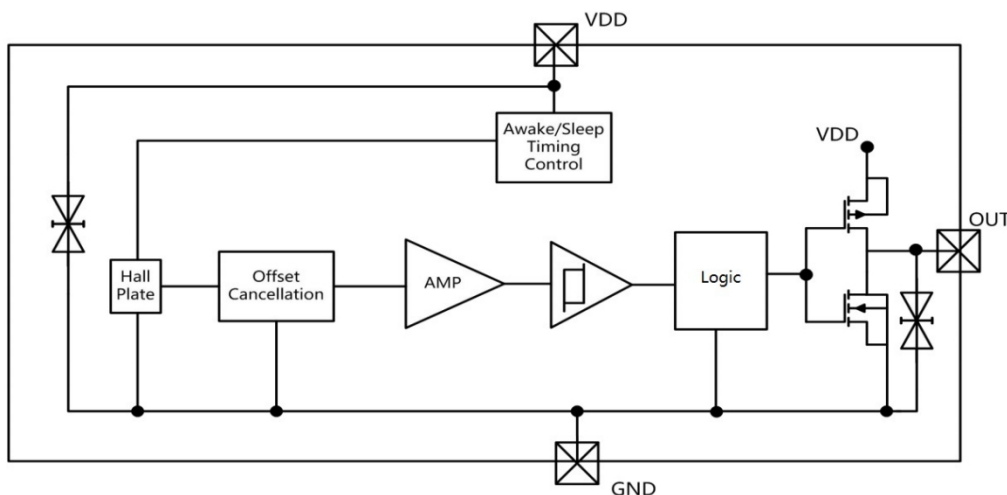 VDD
Awake/Sleep
Timing
Control
VDD
OUT
Hall
Plate
Offset
Cancellation
AMP
Logic
GND